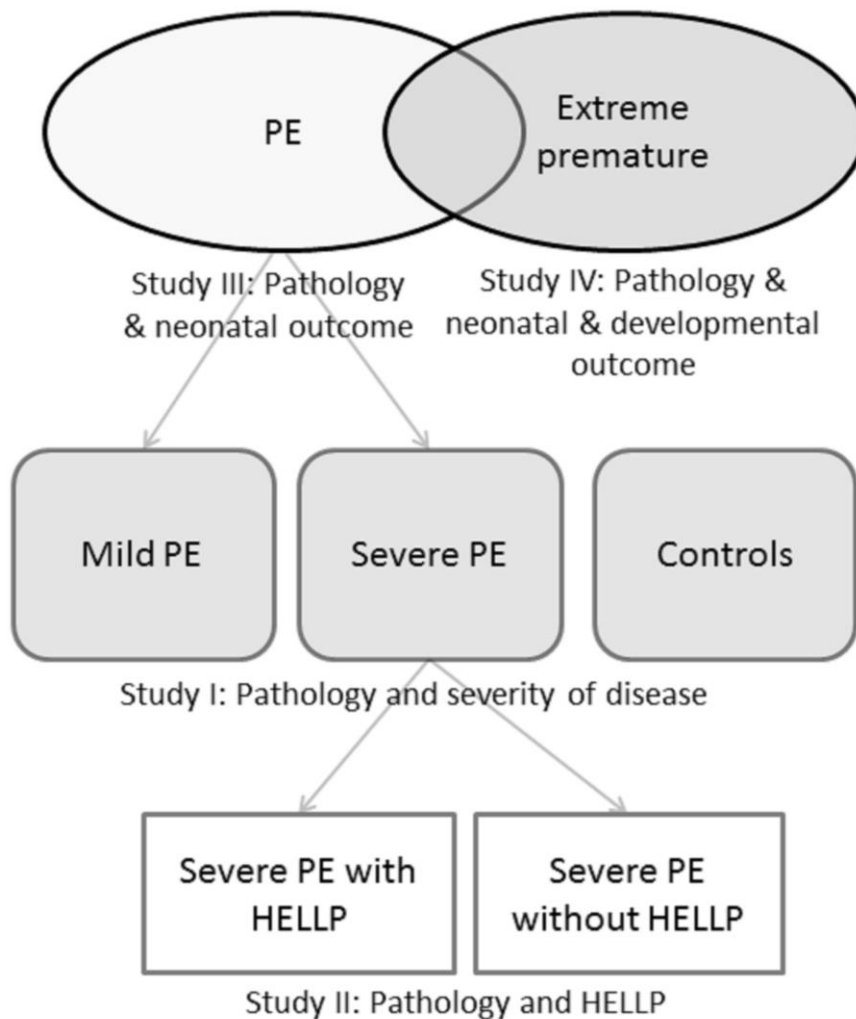 PE
Extreme
premature
Study III: Pathology
& neonatal outcome
Study IV: Pathology &
neonatal & developmental
outcome
Mild PE
Severe PE
Controls
Study I: Pathology and severity of disease
Severe PE with
HELLP
Severe PE
without HELLP
Study II: Pathology and HELLP